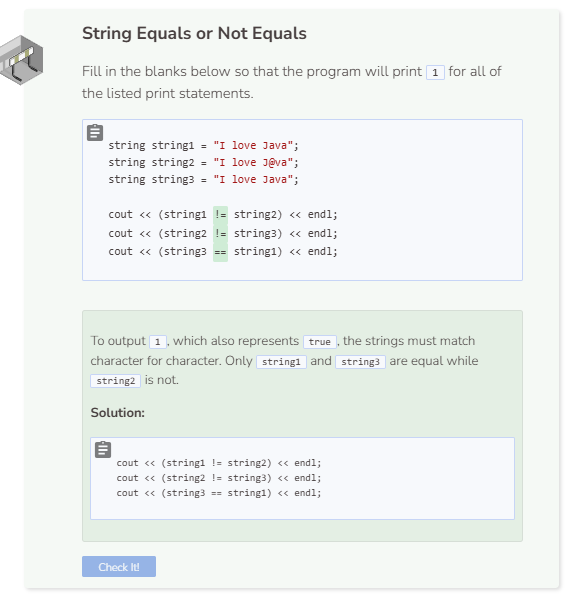 String Equals or Not Equals
Fill in the blanks below so that the program will print 1 for all of
the listed print statements.
string string1 = "I love Java";
string string2 = "I love J@va";
string string3 = "I love Java";
cout << (string1 != string2) << endl;
cout << (string2 != string3) << endl;
cout << (string3 == string1) << endl;
To output 1, which also represents true, the strings must match
character for character. Only string1 and string3 are equal while
string2 is not.
Solution:
cout << (string1 != string2) << endl;
cout << (string2 != string3) << endl;
cout << (string3 == string1) << endl;
Check It!